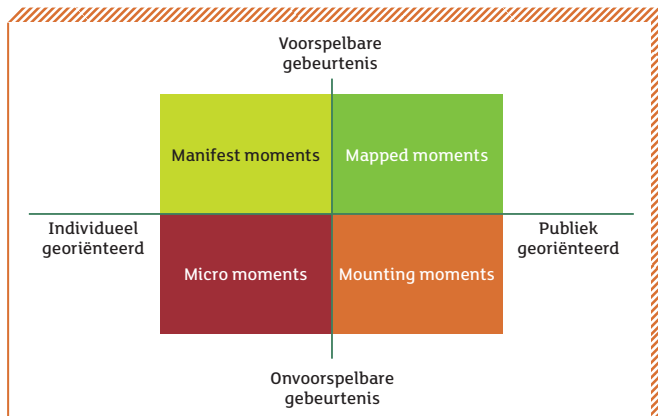 Voorspelbare
gebeurtenis
Manifest moments
Mapped moments
Individueel
georiënteerd
Publiek
georiënteerd
Micro moments
Mounting moments
Onvoorspelbare
gebeurtenis